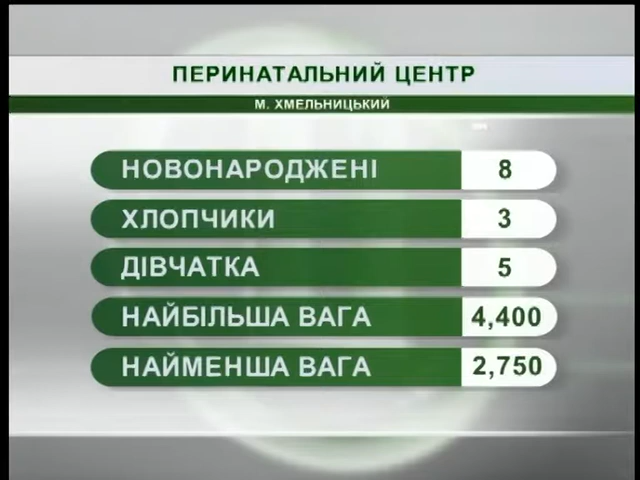 ПЕРИНАТАЛЬНИЙ ЦЕНТР
М. ХМЕЛЬНИЦЬКИЙ
НОВОНАРОДЖЕНІ 8
ХЛОПЧИКИ 3
ДІВЧАТКА 5
НАЙБІЛЬША ВАГА 4,400
НАЙМЕНША ВАГА 2,750